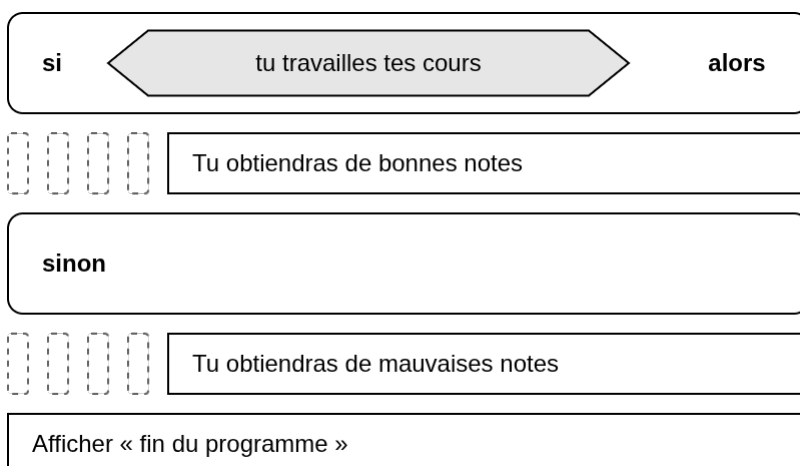 si tu travailles tes cours alors
Tu obtiendras de bonnes notes
sinon
Tu obtiendras de mauvaises notes
Afficher « fin du programme »